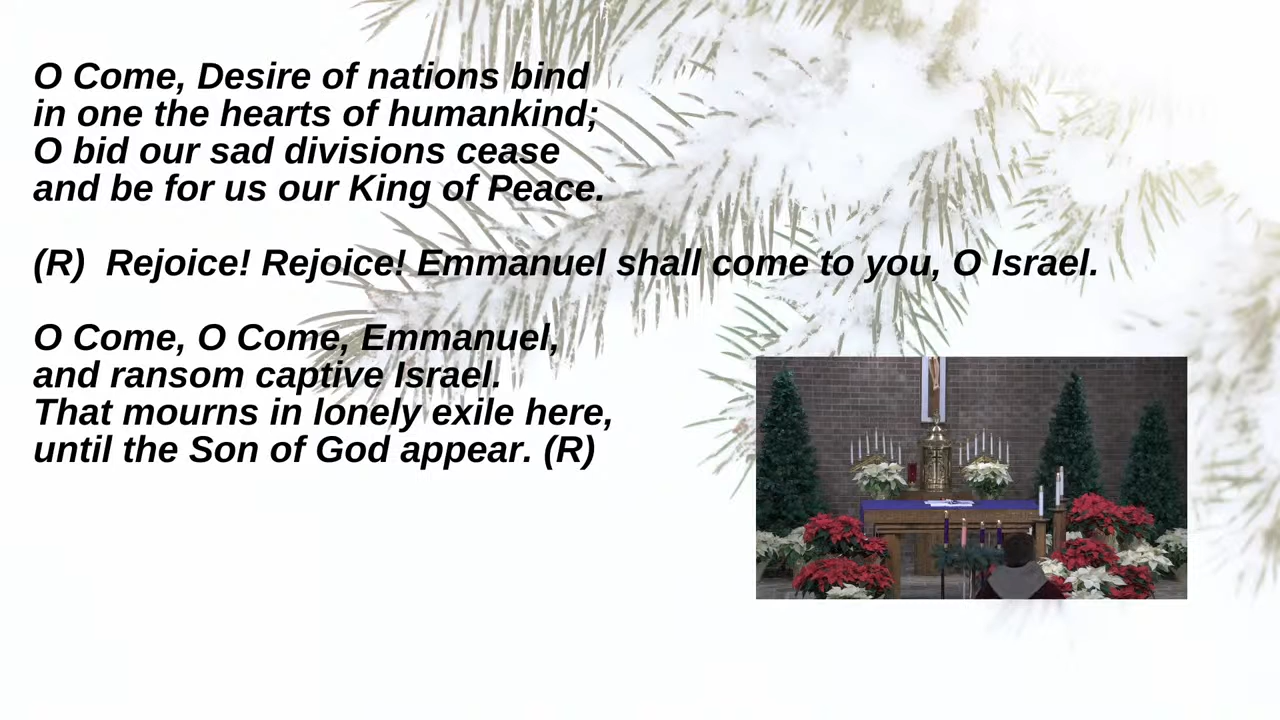 O Come, Desire of nations bind
in one the hearts of humankind;
O bid our sad divisions cease
and be for us our King of Peace.
(R)  Rejoice! Rejoice! Emmanuel shall come to you, O Israel.
O Come, O Come, Emmanuel,
and ransom captive Israel.
That mourns in lonely exile here,
until the Son of God appear. (R)